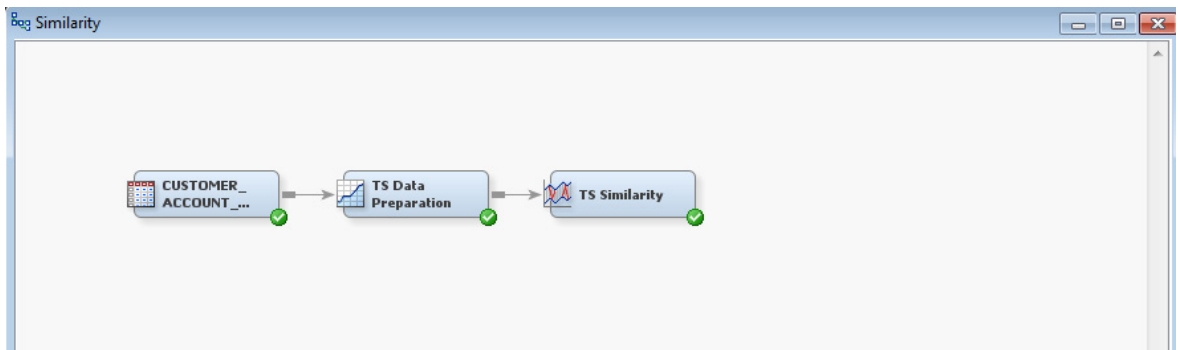 Similarity
CUSTOMER_
ACCOUNT_...
TS Data
Preparation
TS Similarity